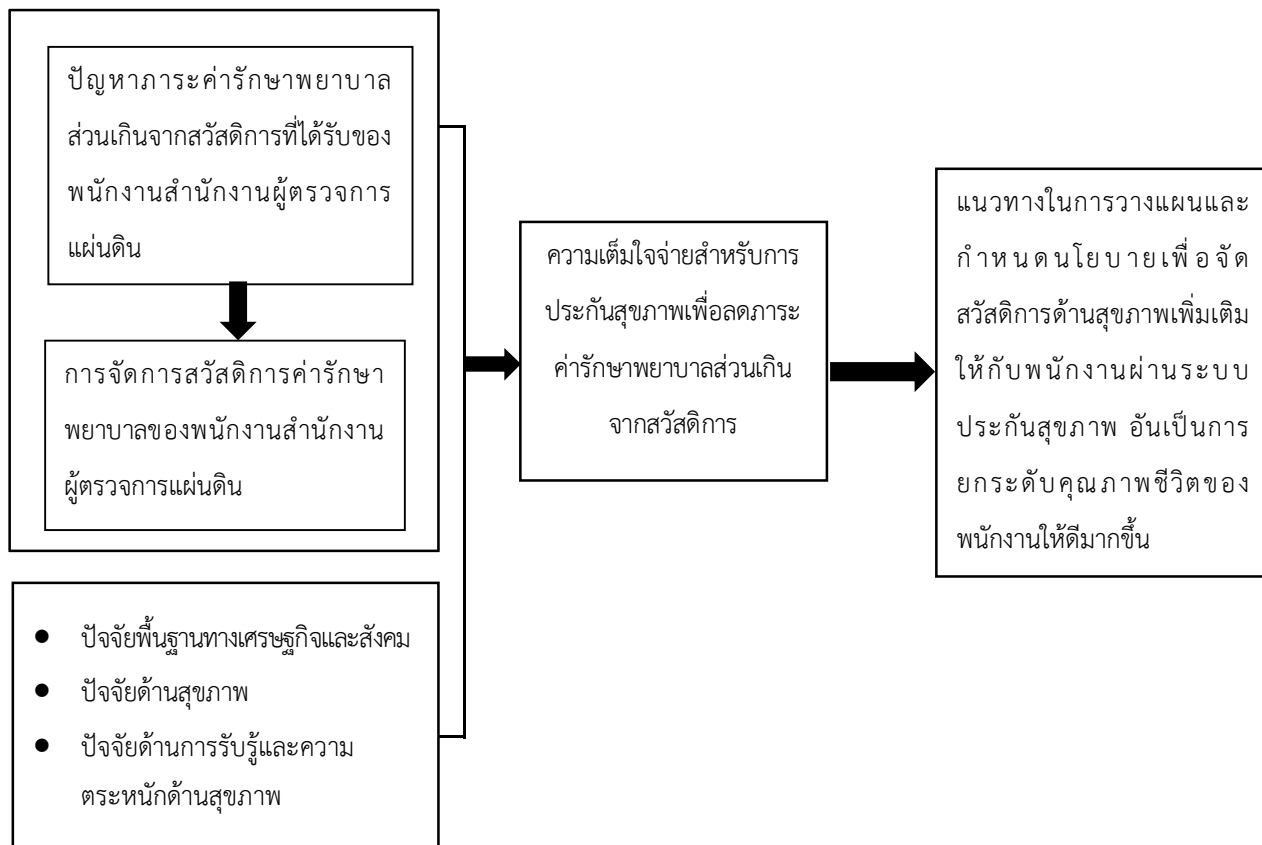 ปัญหาภาระค่ารักษาพยาบาล
ส่วนเกินจากสวัสดิการที่ได้รับของ
พนักงานสำนักงานผู้ตรวจการ
แผ่นดิน
การจัดการสวัสดิการค่ารักษา
พยาบาลของพนักงานสำนักงาน
ผู้ตรวจการแผ่นดิน
● ปัจจัยพื้นฐานทางเศรษฐกิจและสังคม
● ปัจจัยด้านสุขภาพ
● ปัจจัยด้านการรับรู้และความ
ตระหนักด้านสุขภาพ
ความเต็มใจจ่ายสำหรับการ
ประกันสุขภาพเพื่อลดภาระ
ค่ารักษาพยาบาลส่วนเกิน
จากสวัสดิการ
แนวทางในการวางแผนและ
กำหนดนโยบายเพื่อจัด
สวัสดิการด้านสุขภาพเพิ่มเติม
ให้กับพนักงานผ่านระบบ
ประกันสุขภาพ อันเป็นการ
ยกระดับคุณภาพชีวิตของ
พนักงานให้ดีมากขึ้น